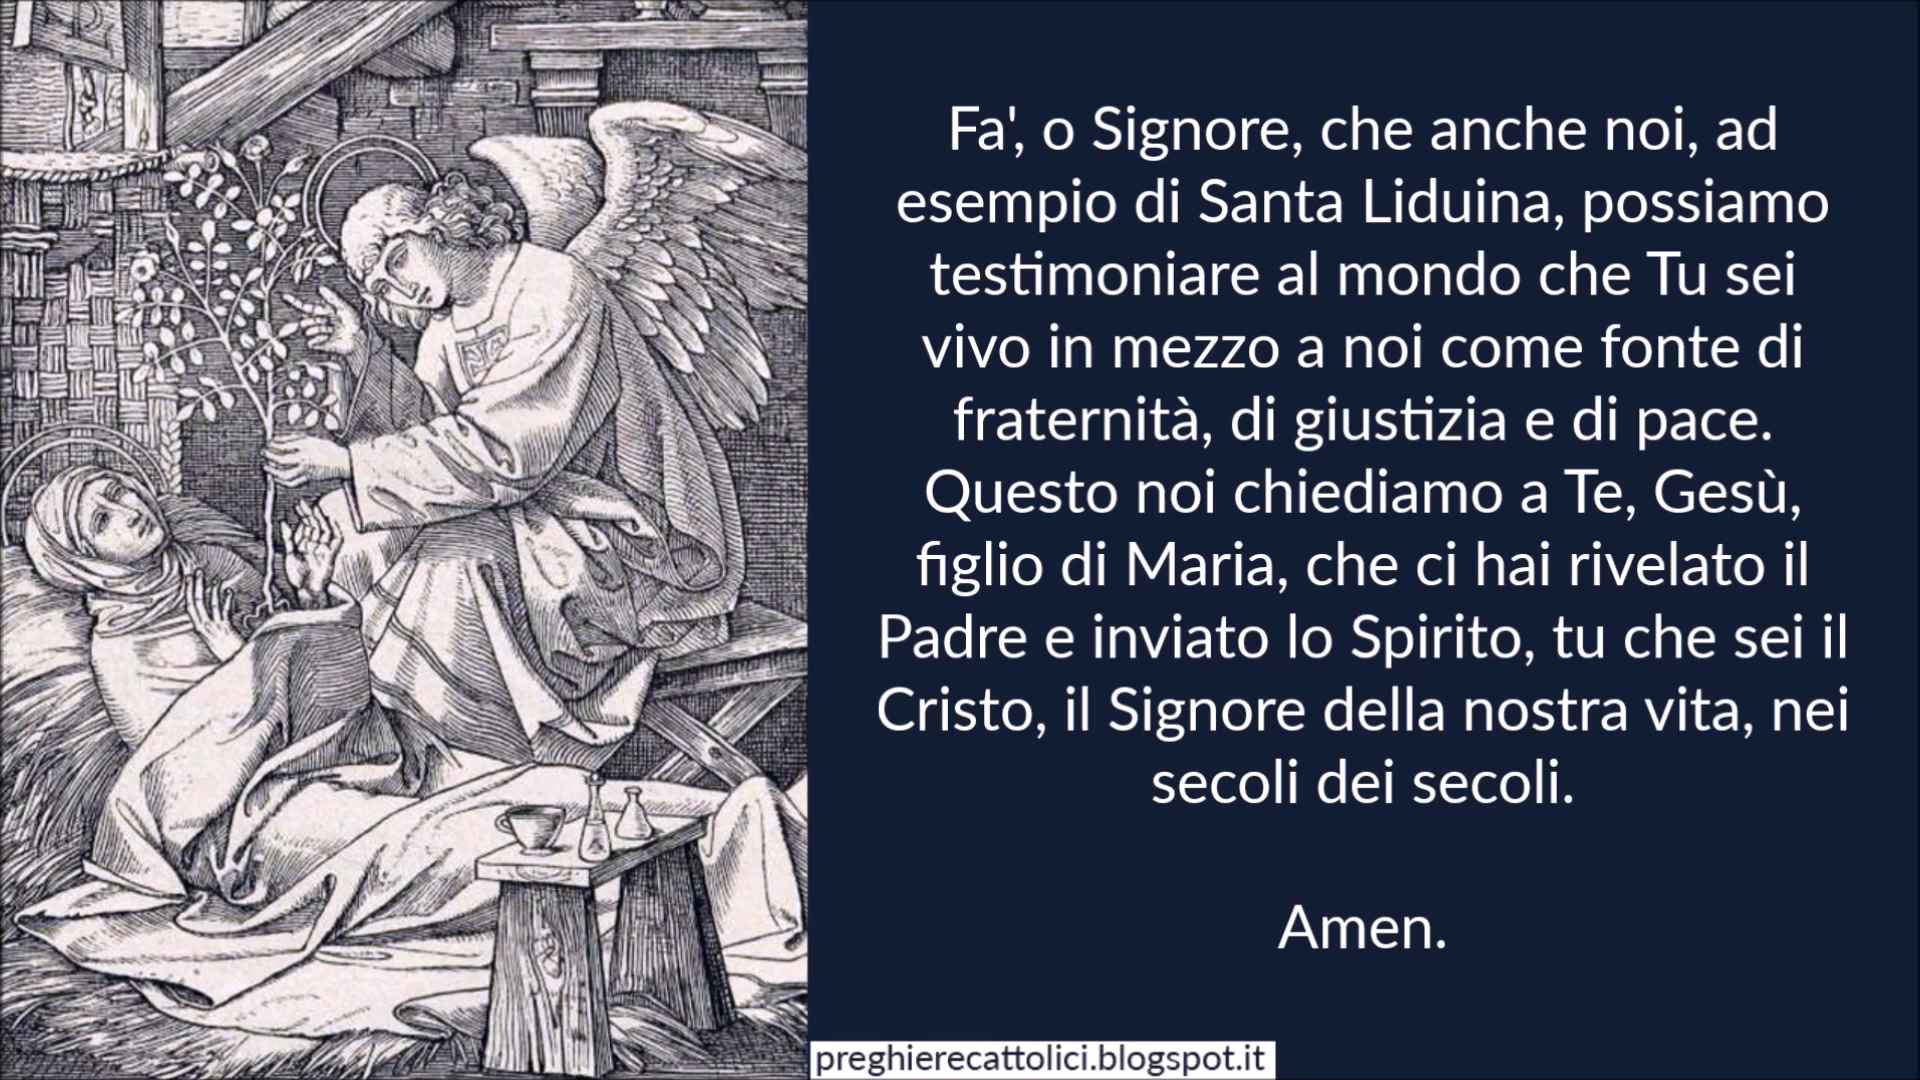 Fa', o Signore, che anche noi, ad
esempio di Santa Liduina, possiamo
testimoniare al mondo che Tu sei
vivo in mezzo a noi come fonte di
fraternità, di giustizia e di pace.
Questo noi chiediamo a Te, Gesù,
figlio di Maria, che ci hai rivelato il
Padre e inviato lo Spirito, tu che sei il
Cristo, il Signore della nostra vita, nei
secoli dei secoli.
Amen.
preghierecattolici.blogspot.it